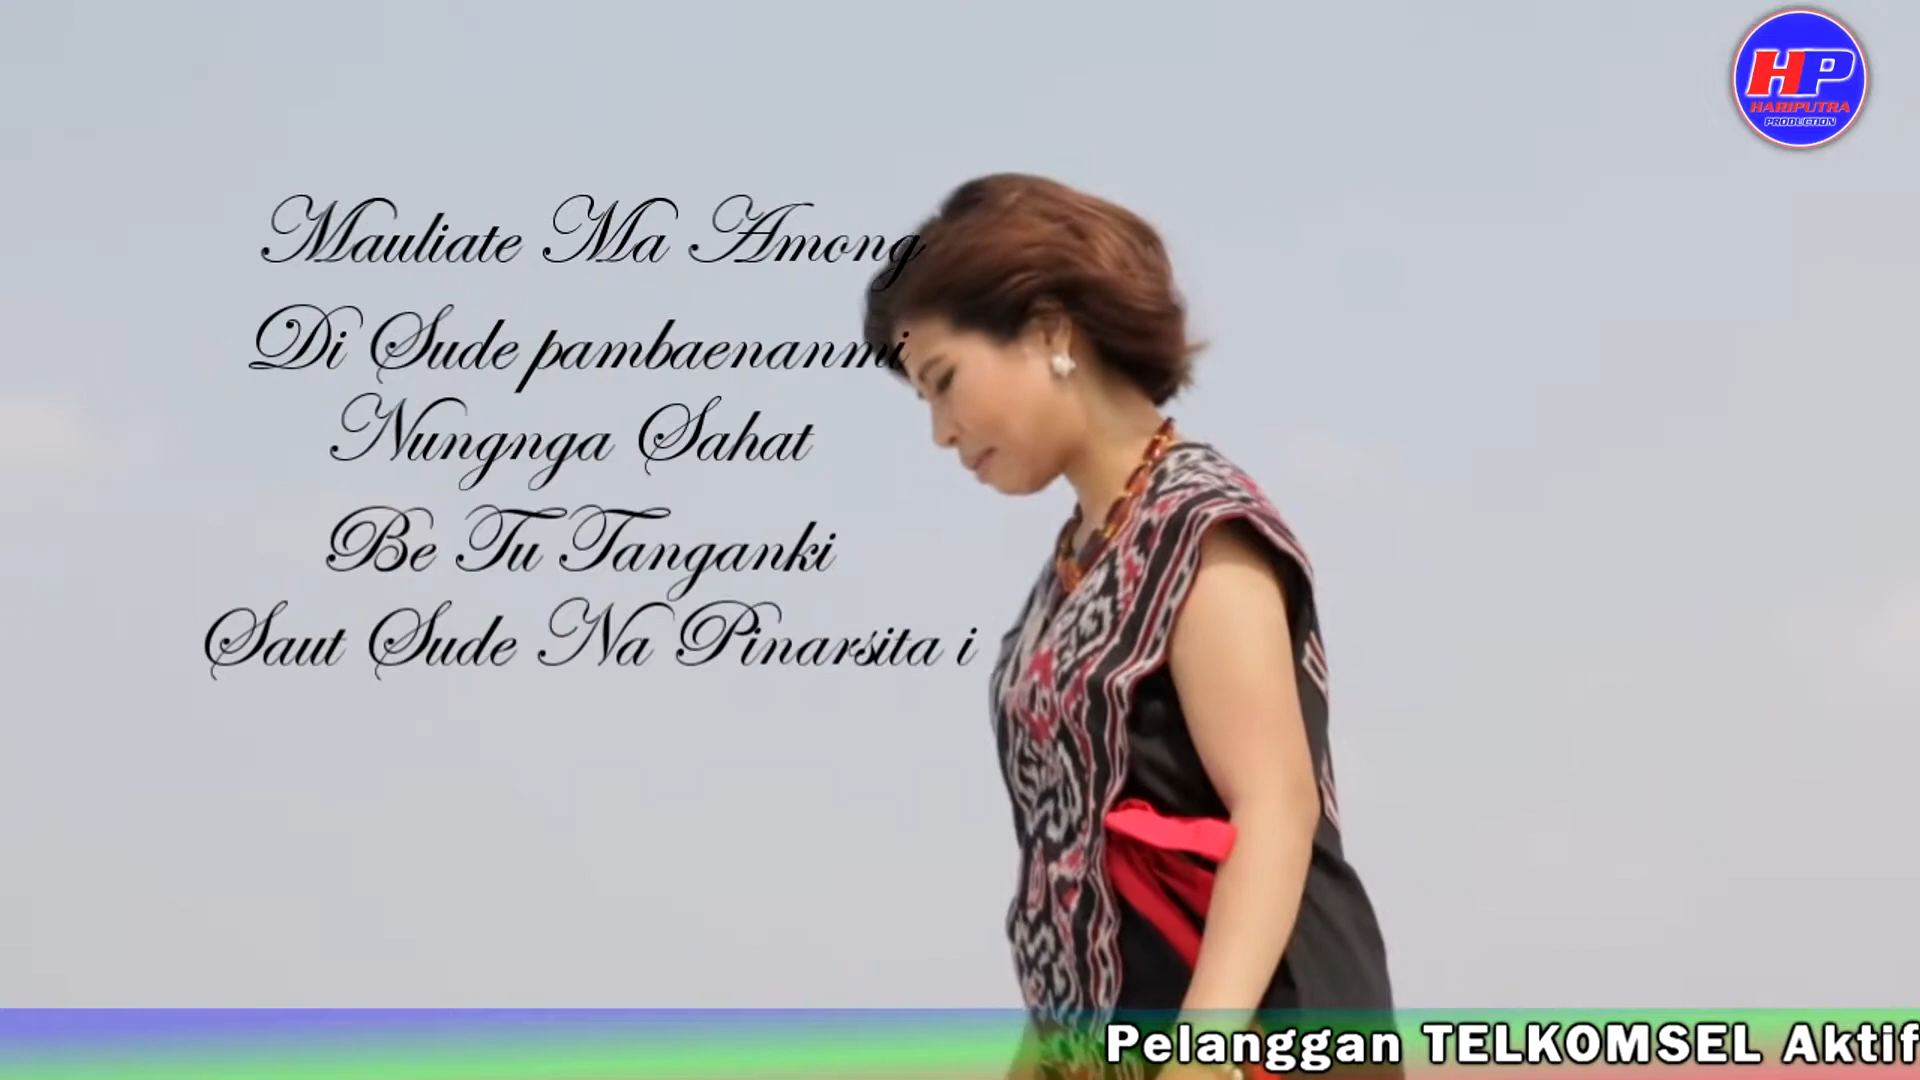 HP
HARIPUTRA
PRODUCTION
Mauliate Ma Among
Di Sude pambaenanmi
Nungnga Sahat
Be Tu Tanganki
Saut Sude Na Pinarsita i
Pelanggan TELKOMSEL Aktif